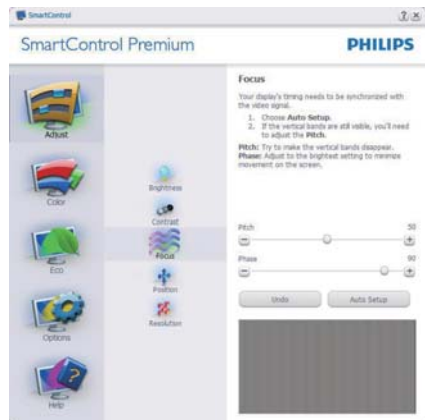 SmartControl
SmartControl Premium
PHILIPS
Adjust
Color
Eco
Options
Help
Brightness
Contrast
Focus
Position
Resolution
Focus
Your display's timing needs to be synchronized with
the video signal.
1. Choose Auto Setup.
2. If the vertical bands are still visible, you'll need
to adjust the Pitch.
Pitch: Try to make the vertical bands disappear.
Phase: Adjust to the brightest setting to minimize
movement on the screen.
Pitch 50
Phase 90
Undo Auto Setup